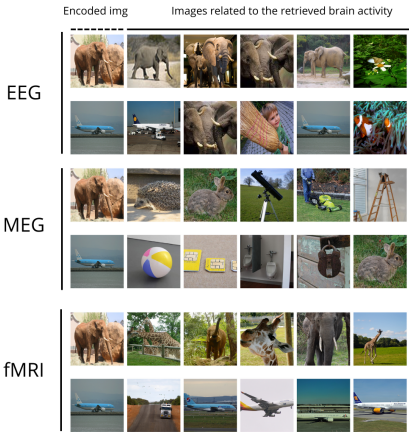 Encoded img
Images related to the retrieved brain activity
EEG
MEG
fMRI